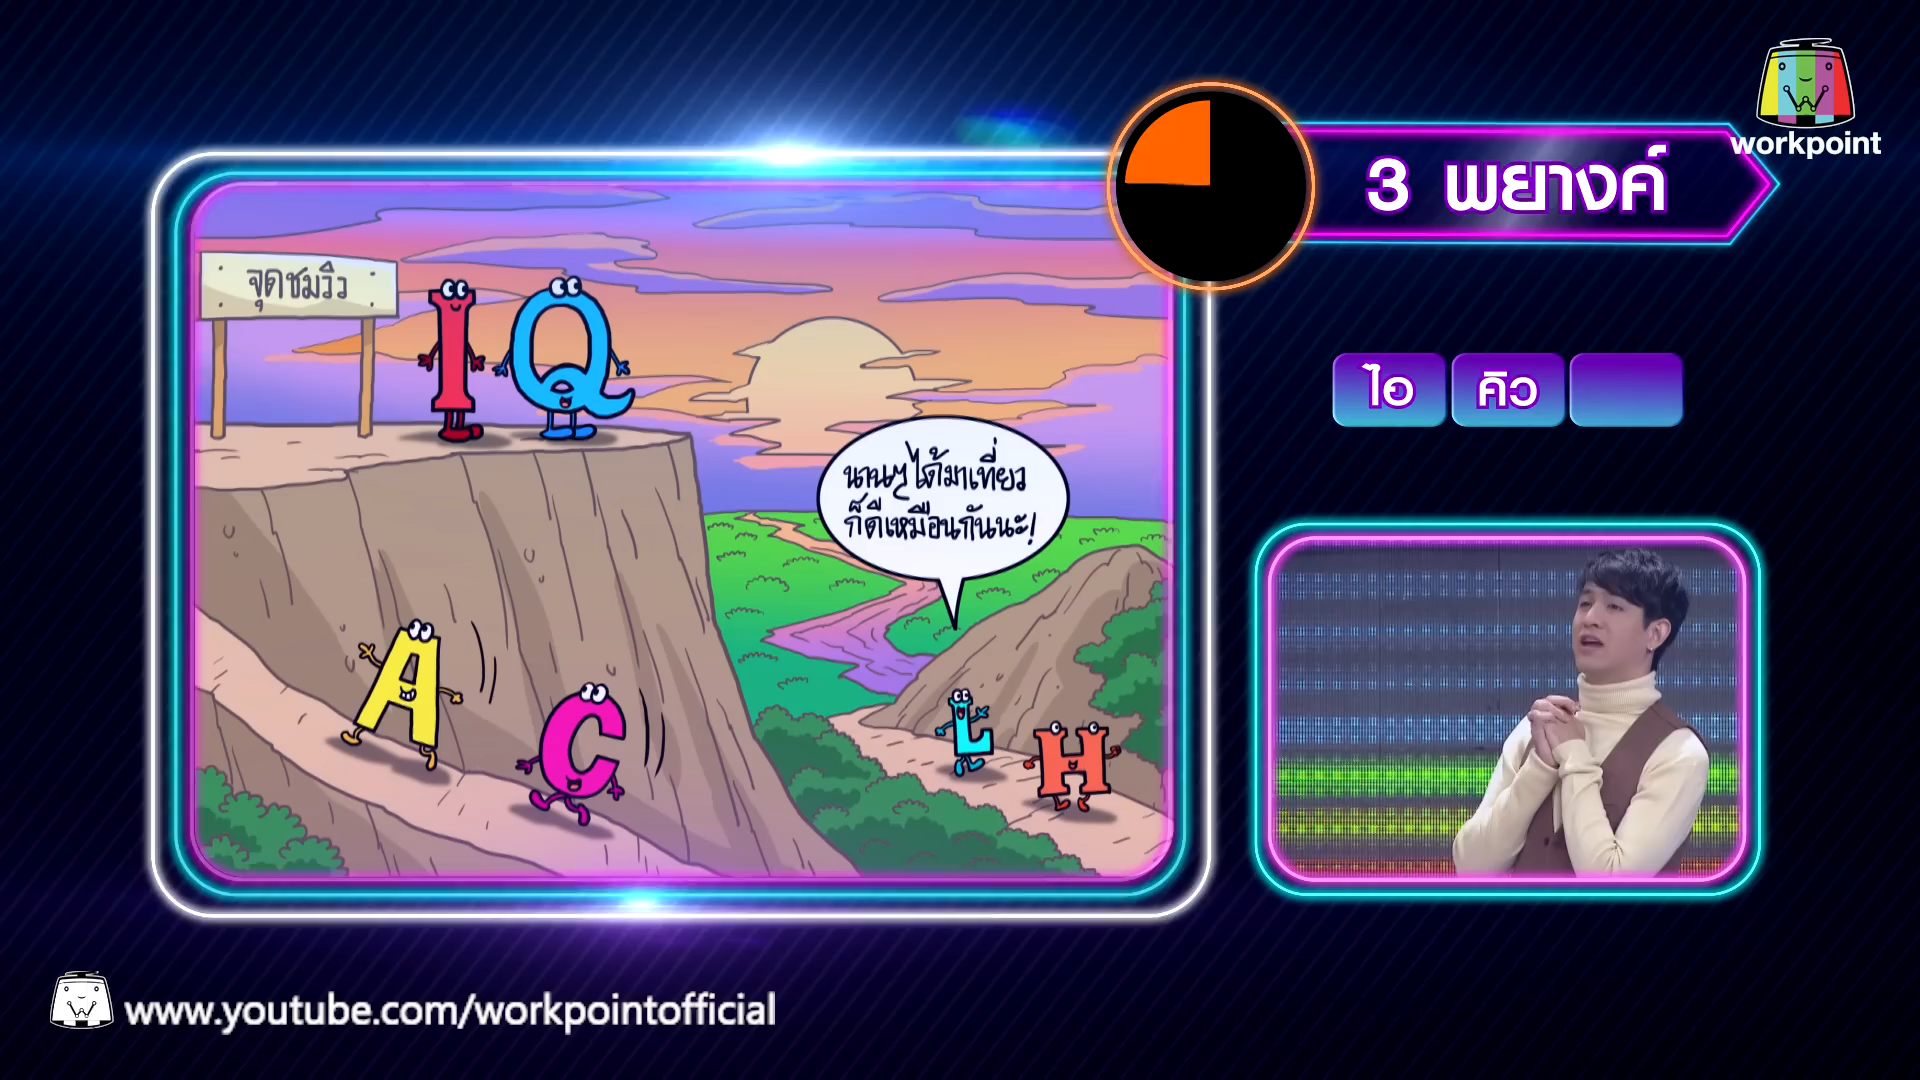 workpoint
3 พยางค์
จุดชมวิว
I Q
ไอ
คิว
นานๆ ได้มาเที่ยว
ก็ดีเหมือนกันนะ!
A C
L H
www.youtube.com/workpointofficial